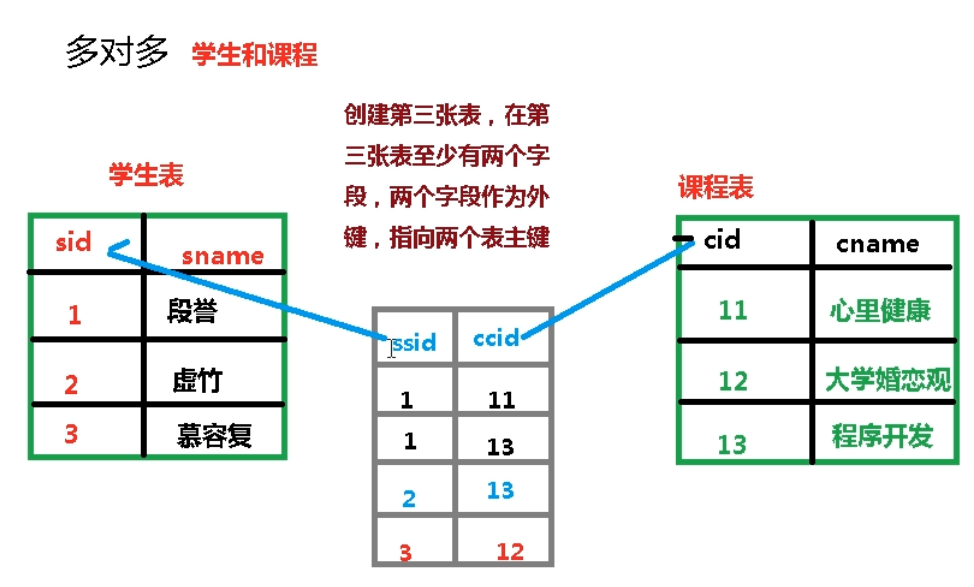 多对多 学生和课程
创建第三张表，在第
三张表至少有两个字
段，两个字段作为外
键，指向两个表主键
学生表
sid sname
1 段誉
2 虚竹
3 慕容复
ssid ccid
1 11
1 13
2 13
3 12
课程表
cid cname
11 心里健康
12 大学婚恋观
13 程序开发